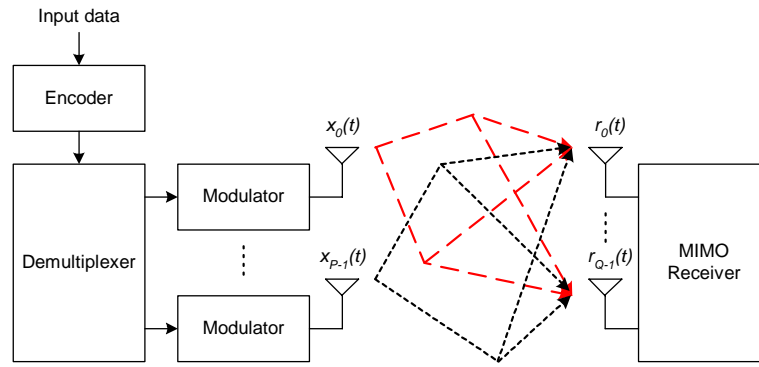 Input data
Encoder
Demultiplexer
Modulator
Modulator
x0(t)
xP-1(t)
r0(t)
rQ-1(t)
MIMO
Receiver